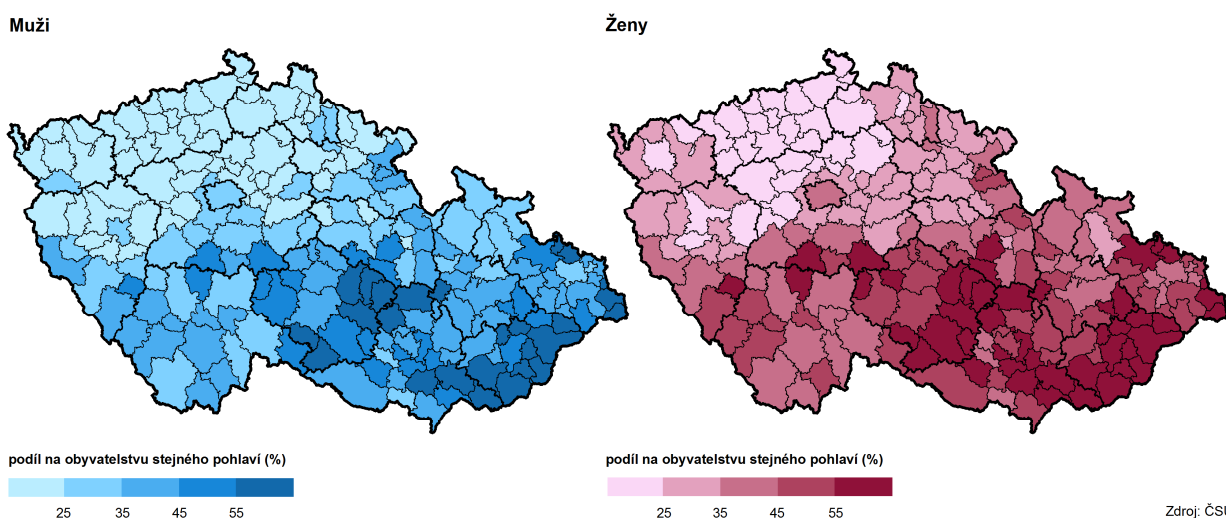 Muži
Ženy
podíl na obyvatelstvu stejného pohlaví (%)
25 35 45 55
podíl na obyvatelstvu stejného pohlaví (%)
25 35 45 55
Zdroj: ČSÚ